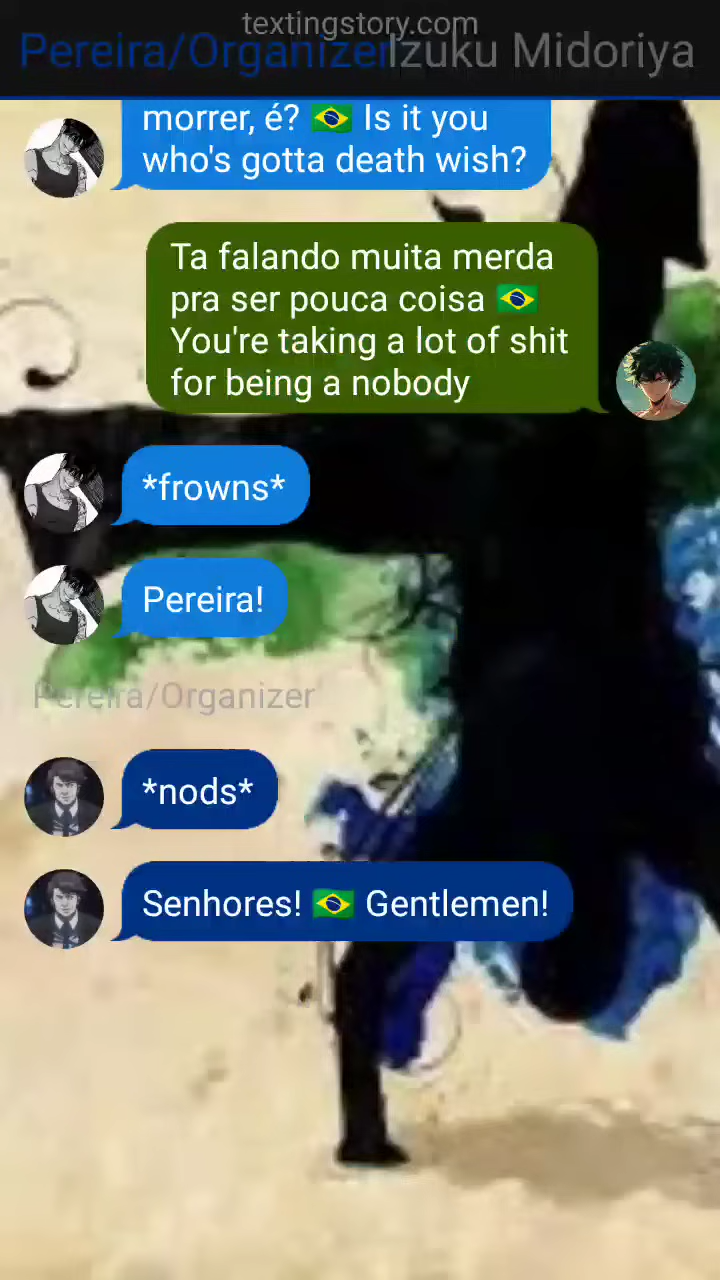 textingstory.com
Pereira/Organizer Izuku Midoriya
morrer, é? 🇧🇷 Is it you
who's gotta death wish?
Ta falando muita merda
pra ser pouca coisa 🇧🇷
You're taking a lot of shit
for being a nobody
*frowns*
Pereira!
Pereira/Organizer
*nods*
Senhores! 🇧🇷 Gentlemen!